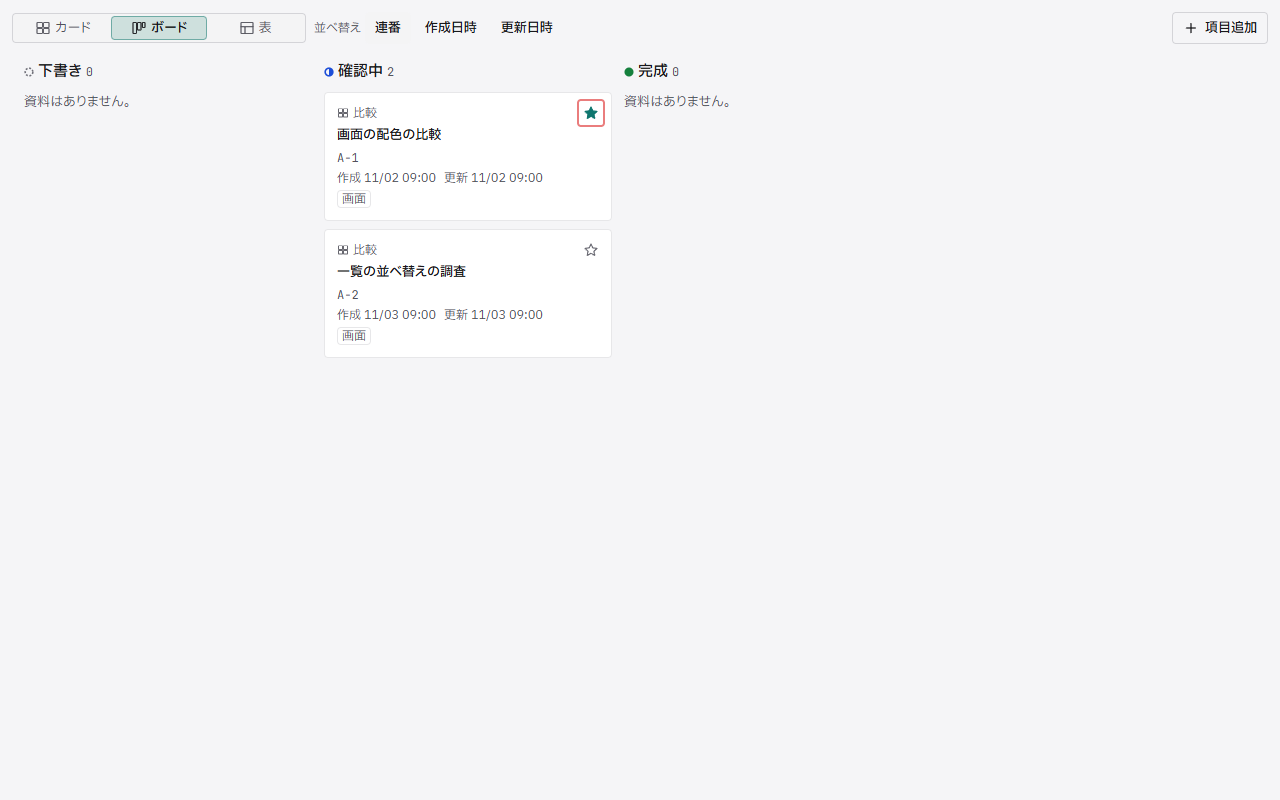 カード ボード 表 並べ替え 連番 作成日時 更新日時 項目追加
下書き 0
資料はありません。
確認中 2
比較
画面の配色の比較
A-1
作成 11/02 09:00 更新 11/02 09:00
画面
比較
一覧の並べ替えの調査
A-2
作成 11/03 09:00 更新 11/03 09:00
画面
完成 0
資料はありません。